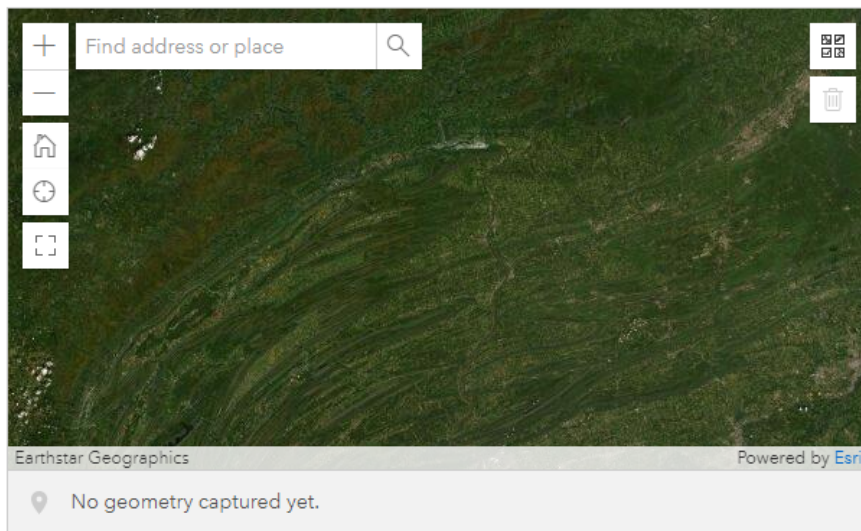 Find address or place
Earthstar Geographics
Powered by Esri
No geometry captured yet.